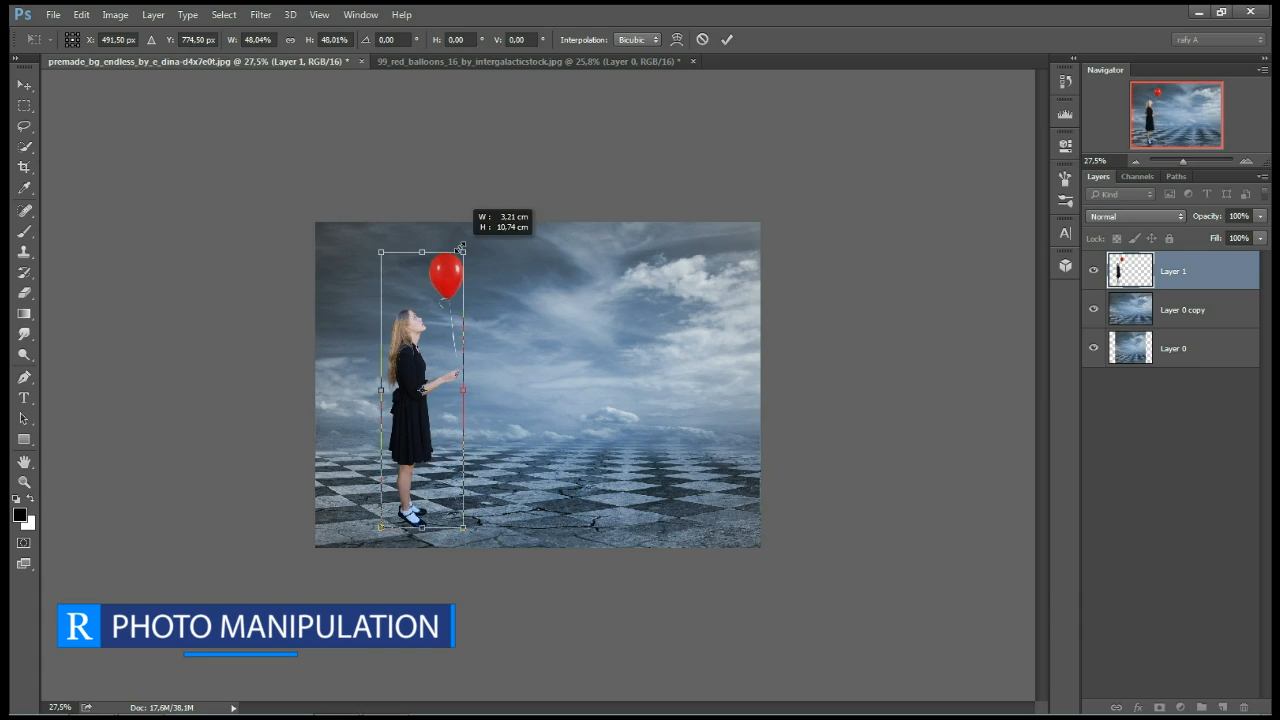 Ps File Edit Image Layer Type Select Filter 3D View Window Help
X: 491,50 px Y: 774,50 px W: 48,04% H: 48,01% 0,00 ° H: 0,00 ° V: 0,00 ° Interpolation: Bicubic rafy A
premade_bg_endless_by_e_dina-d4x7e0t.jpg @ 27,5% (Layer 1, RGB/16) * × 99_red_balloons_16_by_intergalacticstock.jpg @ 25,8% (Layer 0, RGB/16) * ×
Navigator
27,5%
Layers Channels Paths
Kind
Normal Opacity: 100%
Lock: Fill: 100%
Layer 1
Layer 0 copy
Layer 0
W: 3,21 cm
H: 10,74 cm
R PHOTO MANIPULATION
27,5% Doc: 17,6M/38,1M